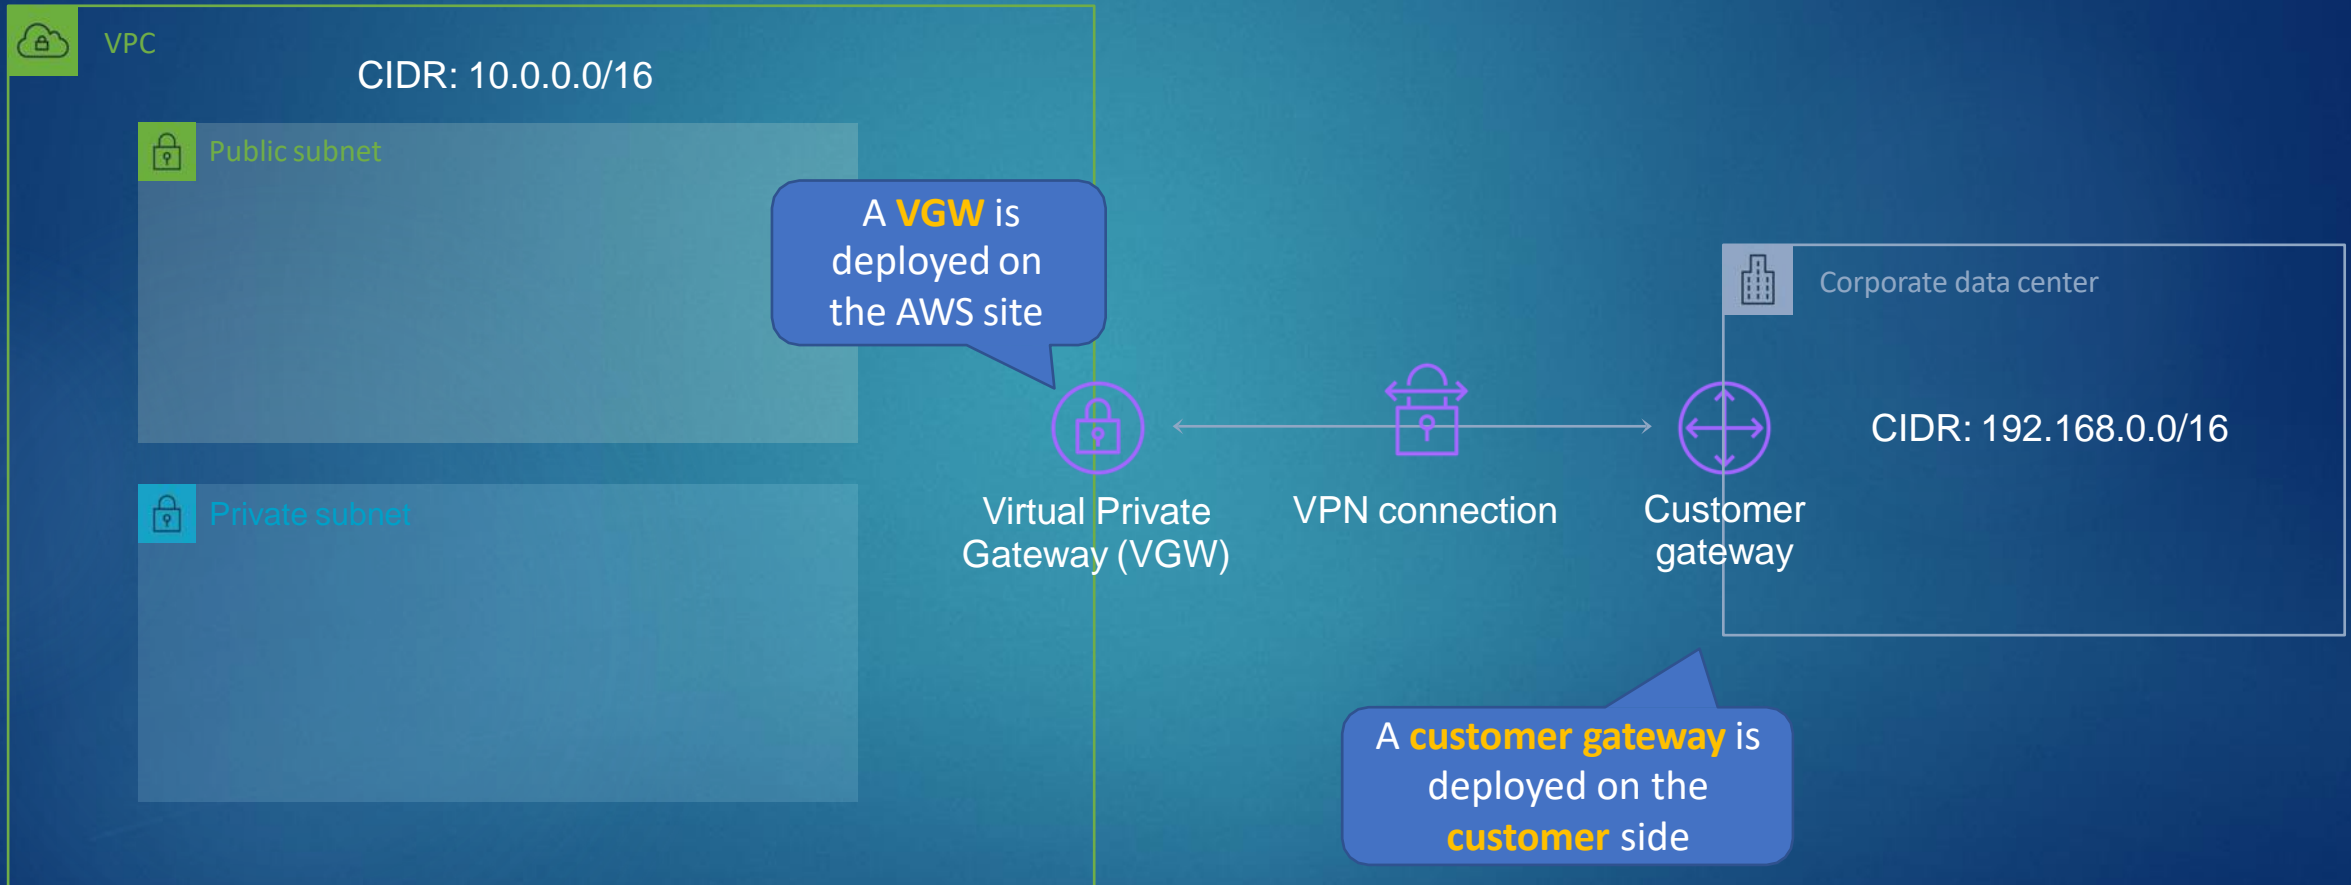 VPC
CIDR: 10.0.0.0/16
Public subnet
A VGW is
deployed on
the AWS site
Corporate data center
CIDR: 192.168.0.0/16
Private subnet
Virtual Private
Gateway (VGW)
VPN connection
Customer
gateway
A customer gateway is
deployed on the
customer side